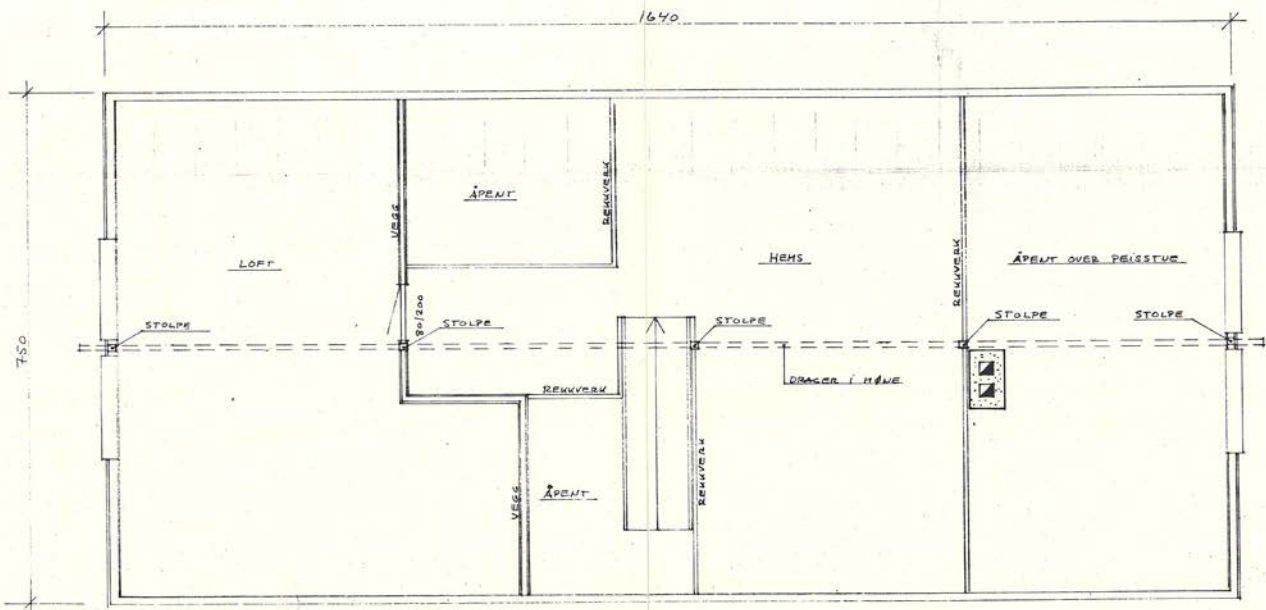 1640
750
ÅPENT
REKKVERK
VEGG
LOFT
HEMS
REKKVERK
ÅPENT OVER PEISSTUE
80/200
STOLPE
STOLPE
STOLPE
STOLPE
STOLPE
DRAGER I MØNE
REKKVERK
REKKVERK
VEGG
ÅPENT